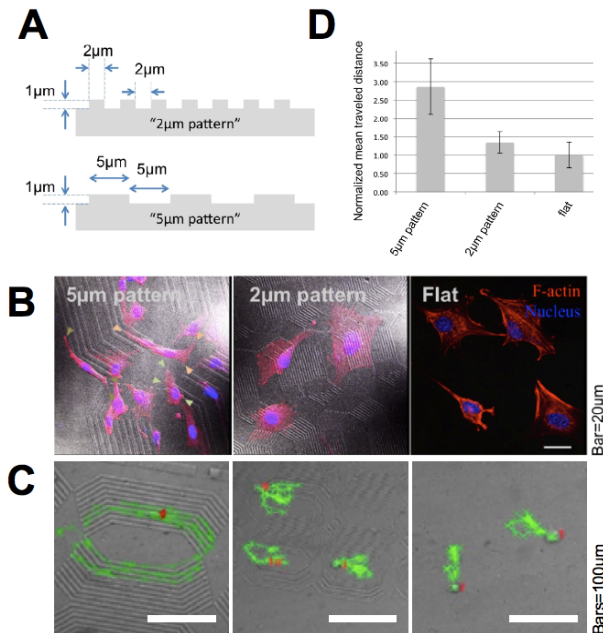 A
2μm
2μm
1μm
"2μm pattern"
5μm
5μm
1μm
"5μm pattern"
D
Normalized mean traveled distance
3.50
3.00
2.50
2.00
1.50
1.00
0.50
0.00
5μm pattern
2μm pattern
flat
B
5μm pattern
2μm pattern
Flat
F-actin
Nucleus
Bar=20um
C
Bars=100um